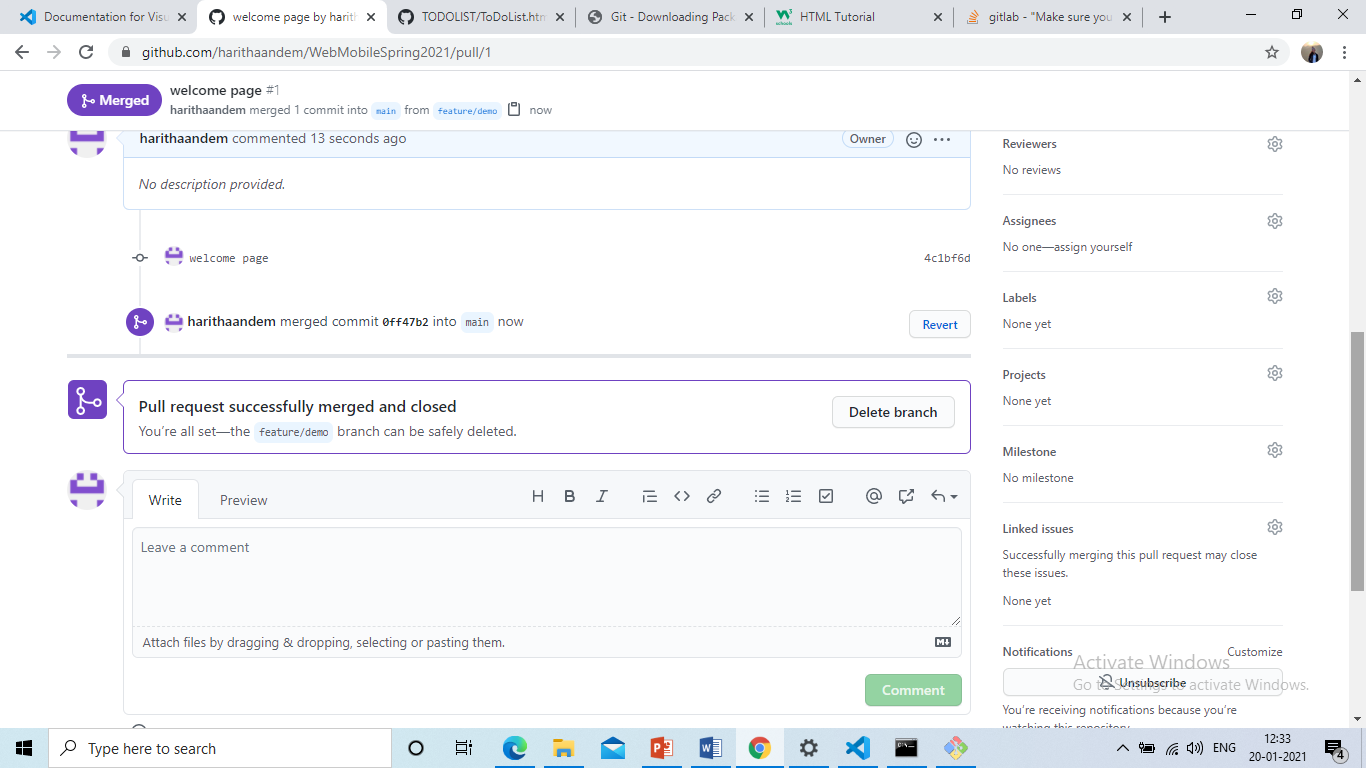 Documentation for Visu
welcome page by harith
TODOLIST/ToDoList.htm
Git - Downloading Pack
HTML Tutorial
gitlab - "Make sure you
github.com/harithaandem/WebMobileSpring2021/pull/1
Merged
welcome page #1
harithaandem merged 1 commit into main from feature/demo now
harithaandem commented 13 seconds ago
Owner
No description provided.
welcome page
4c1bf6d
harithaandem merged commit 0ff47b2 into main now
Revert
Pull request successfully merged and closed
You're all set—the feature/demo branch can be safely deleted.
Delete branch
Write
Preview
Leave a comment
Attach files by dragging & dropping, selecting or pasting them.
Comment
Reviewers
No reviews
Assignees
No one—assign yourself
Labels
None yet
Projects
None yet
Milestone
No milestone
Linked issues
Successfully merging this pull request may close
these issues.
None yet
Notifications
Customize
Unsubscribe
You're receiving notifications because you're
watching this repository.
Activate Windows
Go to Settings to activate Windows.
Type here to search
ENG
12:33
20-01-2021
4